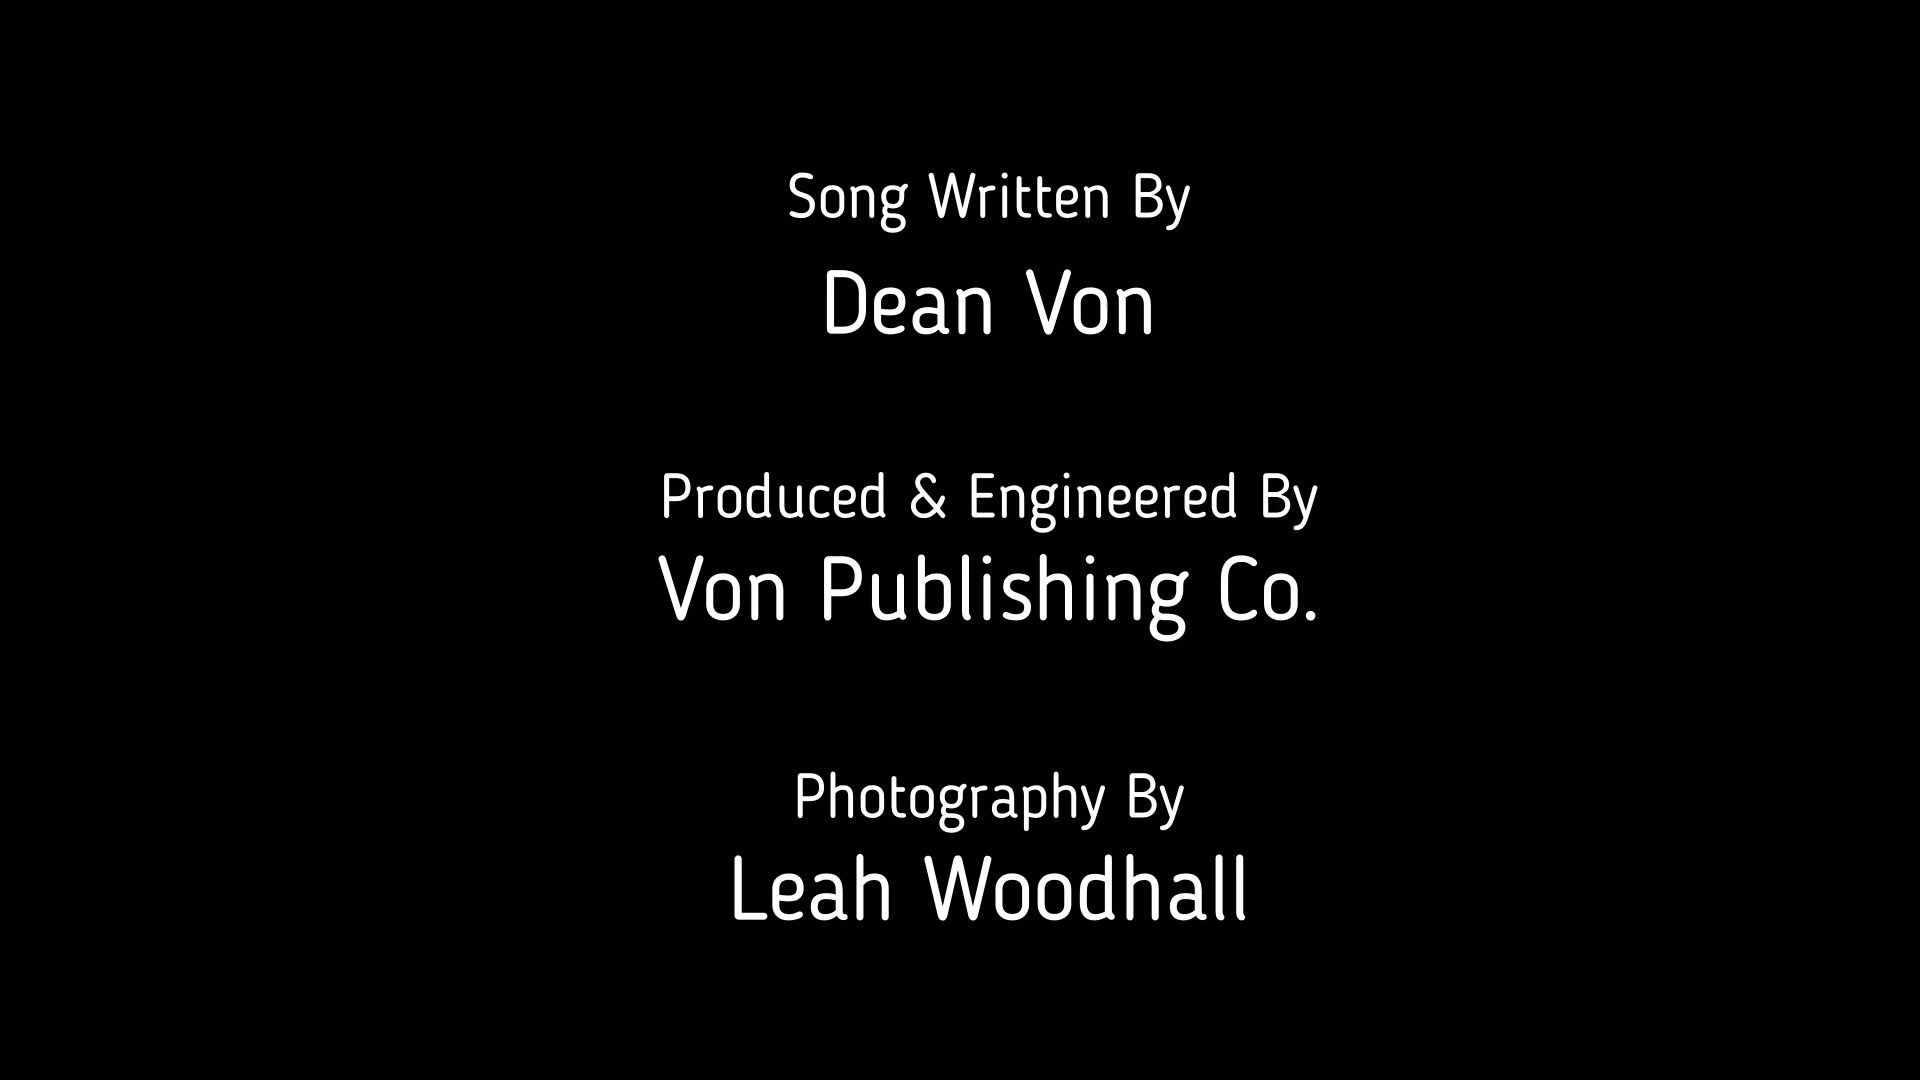 Song Written By
Dean Von
Produced & Engineered By
Von Publishing Co.
Photography By
Leah Woodhall